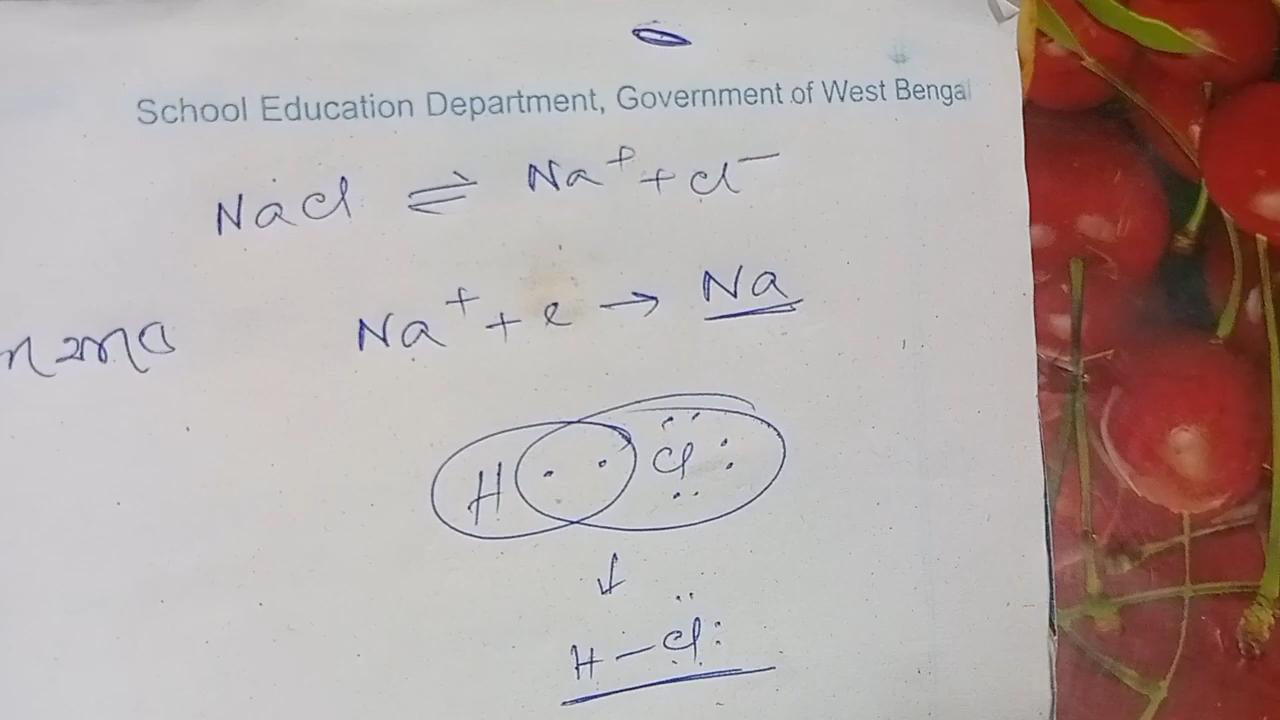 School Education Department, Government of West Bengal
NaCl ⇌ Na⁺ + Cl⁻
Na⁺ + e → Na
H · · Cl
↓
H – Cl